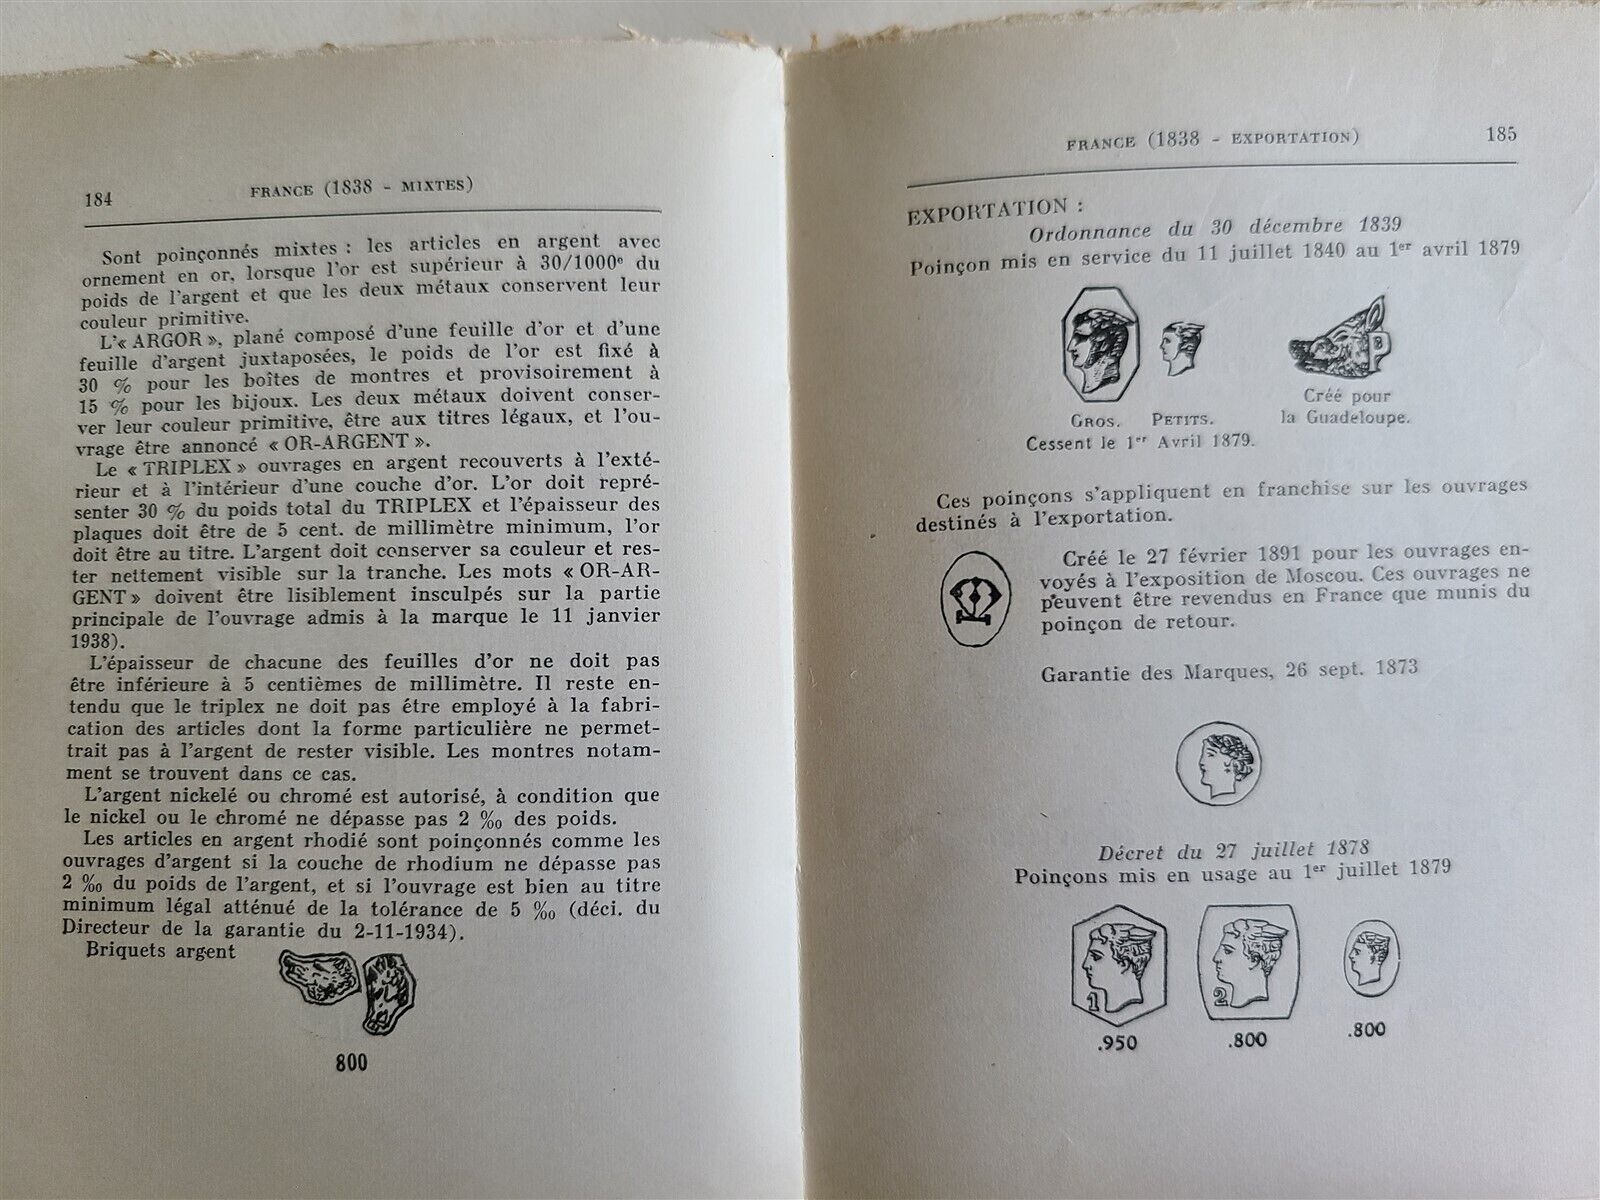 184
FRANCE (1838 - MIXTES)
Sont poinçonnés mixtes : les articles en argent avec
ornement en or, lorsque l'or est supérieur à 30/1000e du
poids de l'argent et que les deux métaux conservent leur
couleur primitive.
L'« ARGOR », plané composé d'une feuille d'or et d'une
feuille d'argent juxtaposées, le poids de l'or est fixé à
30 % pour les boîtes de montres et provisoirement à
15 % pour les bijoux. Les deux métaux doivent conser-
ver leur couleur primitive, être aux titres légaux, et l'ou-
vrage être annoncé « OR-ARGENT ».
Le « TRIPLEX » ouvrages en argent recouverts à l'exté-
rieur et à l'intérieur d'une couche d'or. L'or doit repré-
senter 30 % du poids total du TRIPLEX et l'épaisseur des
plaques doit être de 5 cent. de millimètre minimum, l'or
doit être au titre. L'argent doit conserver sa couleur et res-
ter nettement visible sur la tranche. Les mots « OR-AR-
GENT » doivent être lisiblement insculpés sur la partie
principale de l'ouvrage admis à la marque le 11 janvier
1938).
L'épaisseur de chacune des feuilles d'or ne doit pas
être inférieure à 5 centièmes de millimètre. Il reste en-
tendu que le triplex ne doit pas étre employé à la fabri-
cation des articles dont la forme particulière ne permet-
trait pas à l'argent de rester visible. Les montres notam-
ment se trouvent dans ce cas.
L'argent nickelé ou chromé est autorisé, à condition que
le nickel ou le chromé ne dépasse pas 2 ‰ des poids.
Les articles en argent rhodié sont poinçonnés comme les
ouvrages d'argent si la couche de rhodium ne dépasse pas
2 ‰ du poids de l'argent, et si l'ouvrage est bien au titre
minimum légal atténué de la tolérance de 5 ‰ (déci. du
Directeur de la garantie du 2-11-1934).
Briquets argent
800
FRANCE (1838 - EXPORTATION)
185
EXPORTATION :
Ordonnance du 30 décembre 1839
Poinçon mis en service du 11 juillet 1840 au 1er avril 1879
GROS.
PETITS.
Cessent le 1er Avril 1879.
Créé pour
la Guadeloupe.
Ces poinçons s'appliquent en franchise sur les ouvrages
destinés à l'exportation.
Créé le 27 février 1891 pour les ouvrages en-
voyés à l'exposition de Moscou. Ces ouvrages ne
peuvent être revendus en France que munis du
poinçon de retour.
Garantie des Marques, 26 sept. 1873
Décret du 27 juillet 1878
Poinçons mis en usage au 1er juillet 1879
1
2
.950
.800
.800